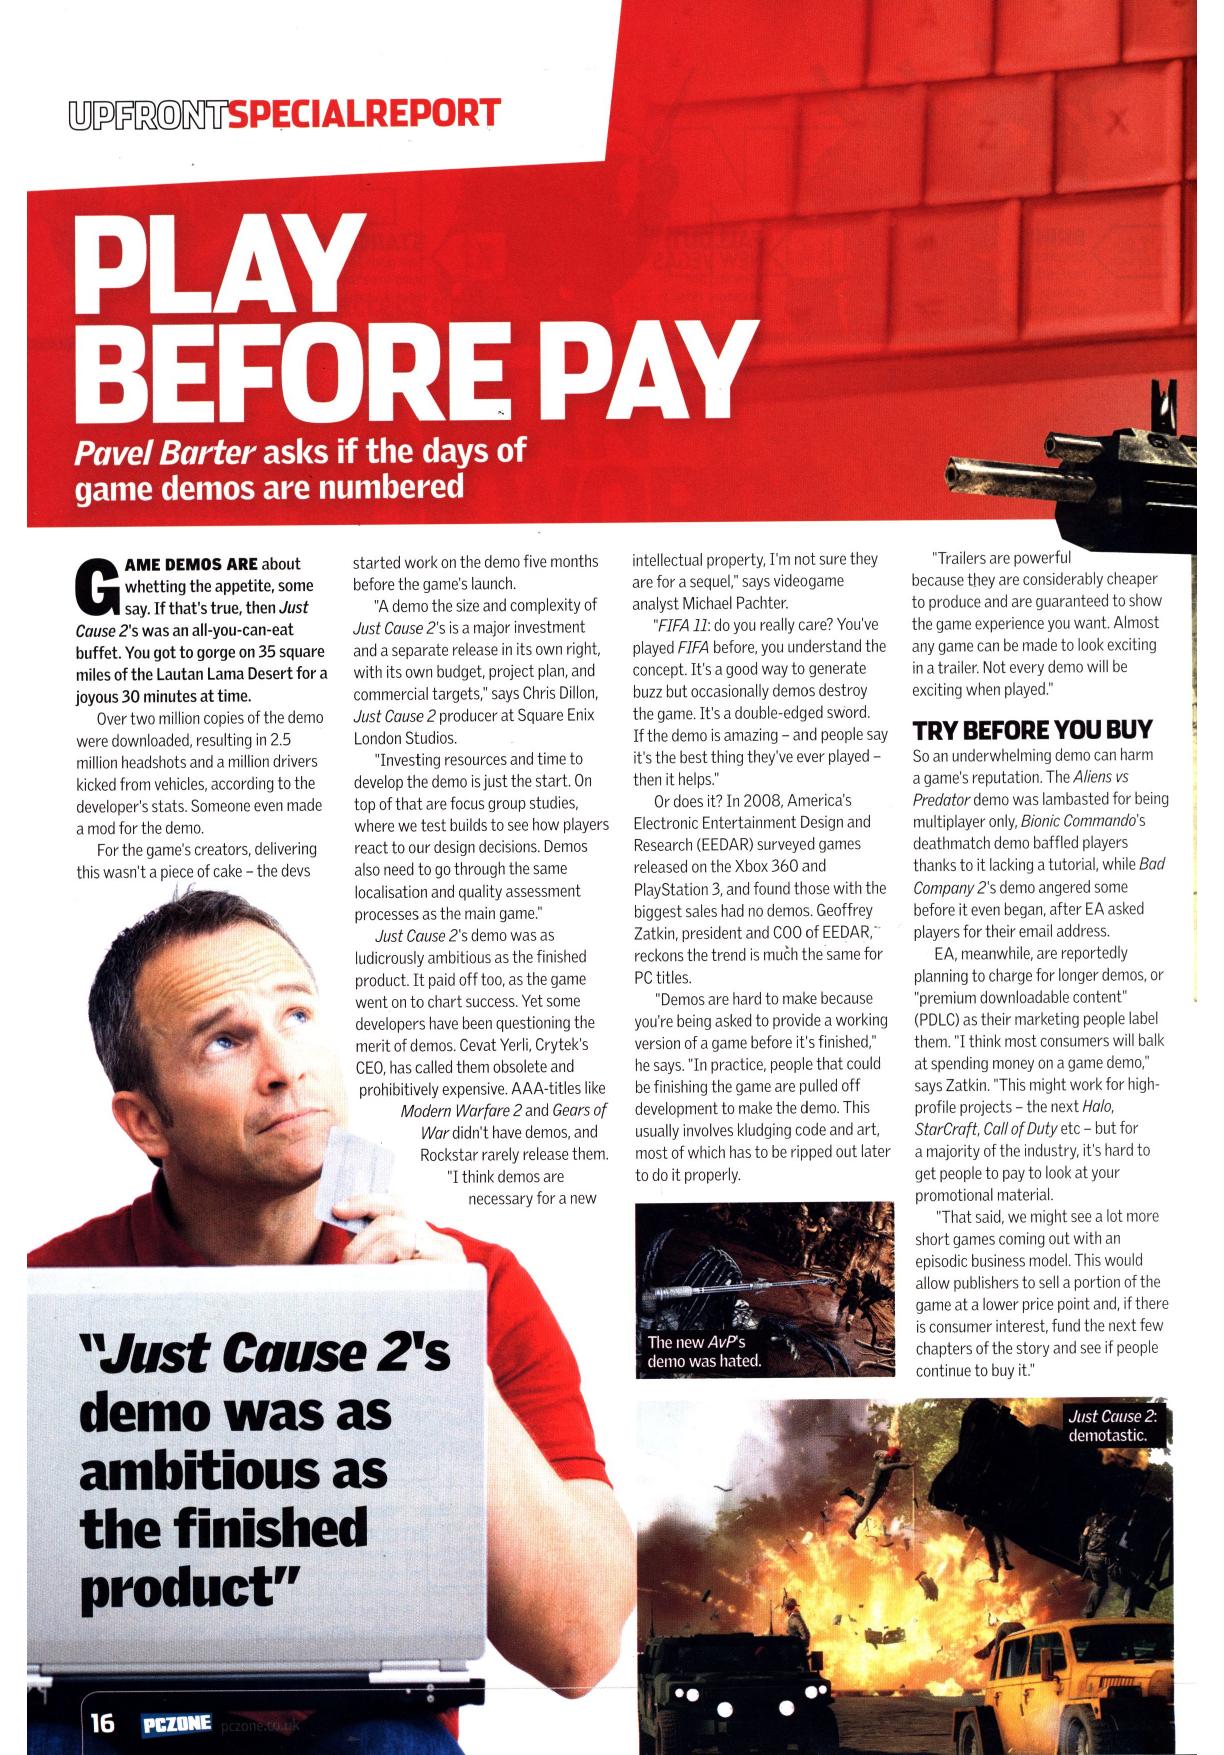 UPFRONTSPECIALREPORT
PLAY
BEFORE PAY
Pavel Barter asks if the days of
game demos are numbered
GAME DEMOS ARE about
whetting the appetite, some
say. If that's true, then Just
Cause 2's was an all-you-can-eat
buffet. You got to gorge on 35 square
miles of the Lautan Lama Desert for a
joyous 30 minutes at time.
Over two million copies of the demo
were downloaded, resulting in 2.5
million headshots and a million drivers
kicked from vehicles, according to the
developer's stats. Someone even made
a mod for the demo.
For the game's creators, delivering
this wasn't a piece of cake – the devs
started work on the demo five months
before the game's launch.
"A demo the size and complexity of
Just Cause 2's is a major investment
and a separate release in its own right,
with its own budget, project plan, and
commercial targets," says Chris Dillon,
Just Cause 2 producer at Square Enix
London Studios.
"Investing resources and time to
develop the demo is just the start. On
top of that are focus group studies,
where we test builds to see how players
react to our design decisions. Demos
also need to go through the same
localisation and quality assessment
processes as the main game."
Just Cause 2's demo was as
ludicrously ambitious as the finished
product. It paid off too, as the game
went on to chart success. Yet some
developers have been questioning the
merit of demos. Cevat Yerli, Crytek's
CEO, has called them obsolete and
prohibitively expensive. AAA-titles like
Modern Warfare 2 and Gears of
War didn't have demos, and
Rockstar rarely release them.
"I think demos are
necessary for a new
intellectual property, I'm not sure they
are for a sequel," says videogame
analyst Michael Pachter.
"FIFA 11: do you really care? You've
played FIFA before, you understand the
concept. It's a good way to generate
buzz but occasionally demos destroy
the game. It's a double-edged sword.
If the demo is amazing – and people say
it's the best thing they've ever played –
then it helps."
Or does it? In 2008, America's
Electronic Entertainment Design and
Research (EEDAR) surveyed games
released on the Xbox 360 and
PlayStation 3, and found those with the
biggest sales had no demos. Geoffrey
Zatkin, president and COO of EEDAR,
reckons the trend is much the same for
PC titles.
"Demos are hard to make because
you're being asked to provide a working
version of a game before it's finished,"
he says. "In practice, people that could
be finishing the game are pulled off
development to make the demo. This
usually involves kludging code and art,
most of which has to be ripped out later
to do it properly.
"Trailers are powerful
because they are considerably cheaper
to produce and are guaranteed to show
the game experience you want. Almost
any game can be made to look exciting
in a trailer. Not every demo will be
exciting when played."
TRY BEFORE YOU BUY
So an underwhelming demo can harm
a game's reputation. The Aliens vs
Predator demo was lambasted for being
multiplayer only, Bionic Commando's
deathmatch demo baffled players
thanks to it lacking a tutorial, while Bad
Company 2's demo angered some
before it even began, after EA asked
players for their email address.
EA, meanwhile, are reportedly
planning to charge for longer demos, or
"premium downloadable content"
(PDLC) as their marketing people label
them. "I think most consumers will balk
at spending money on a game demo,"
says Zatkin. "This might work for high-
profile projects – the next Halo,
StarCraft, Call of Duty etc – but for
a majority of the industry, it's hard to
get people to pay to look at your
promotional material.
"That said, we might see a lot more
short games coming out with an
episodic business model. This would
allow publishers to sell a portion of the
game at a lower price point and, if there
is consumer interest, fund the next few
chapters of the story and see if people
continue to buy it."
The new AvP's
demo was hated.
Just Cause 2:
demotastic.
"Just Cause 2's
demo was as
ambitious as
the finished
product"
16 PCZONE pczone.co.uk
Z
X